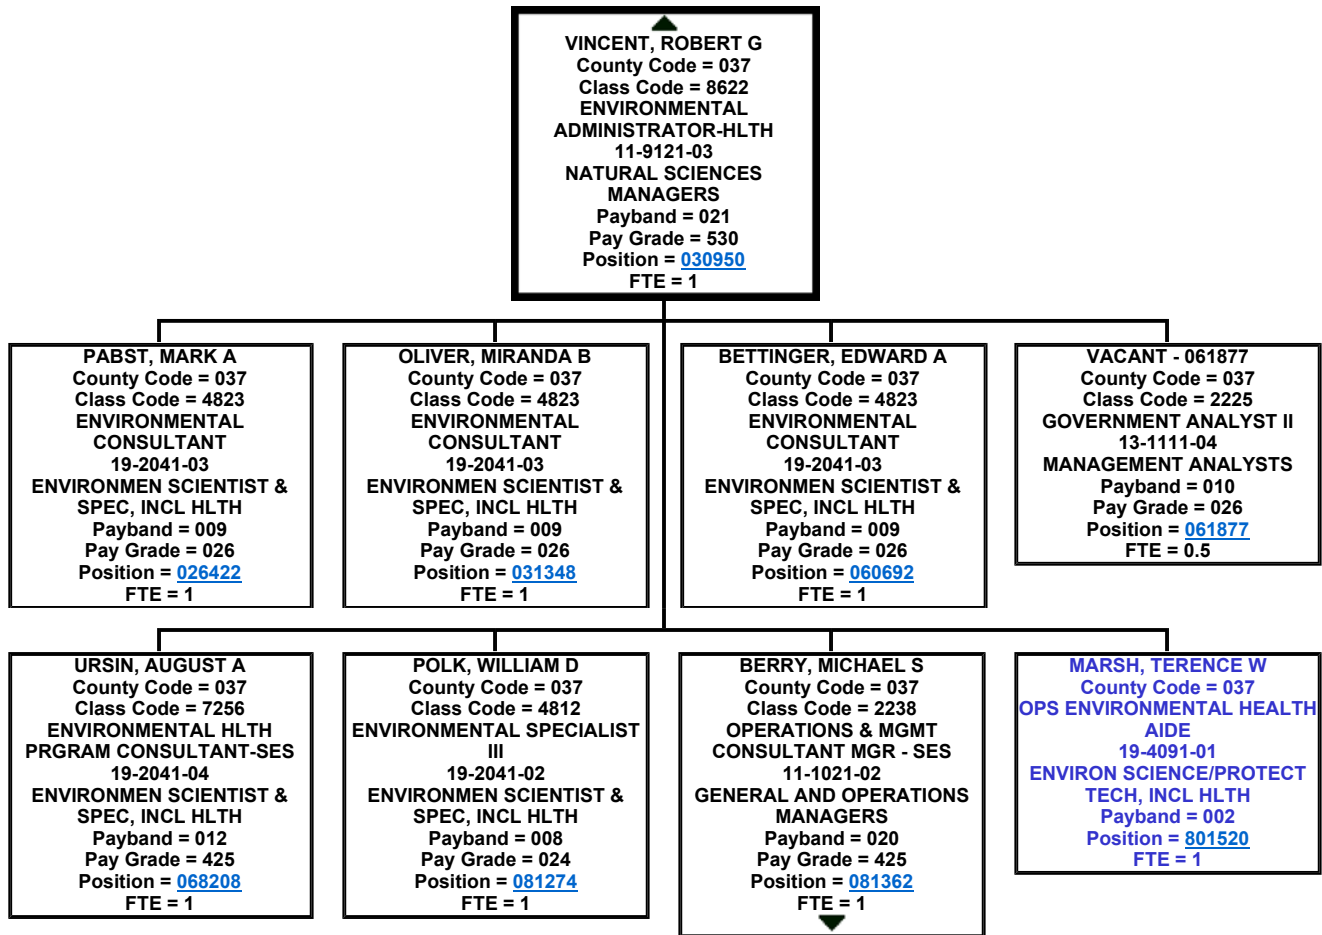 VINCENT, ROBERT G
County Code = 037
Class Code = 8622
ENVIRONMENTAL
ADMINISTRATOR-HLTH
11-9121-03
NATURAL SCIENCES
MANAGERS
Payband = 021
Pay Grade = 530
Position = 030950
FTE = 1
PABST, MARK A
County Code = 037
Class Code = 4823
ENVIRONMENTAL
CONSULTANT
19-2041-03
ENVIRONMEN SCIENTIST &
SPEC, INCL HLTH
Payband = 009
Pay Grade = 026
Position = 026422
FTE = 1
OLIVER, MIRANDA B
County Code = 037
Class Code = 4823
ENVIRONMENTAL
CONSULTANT
19-2041-03
ENVIRONMEN SCIENTIST &
SPEC, INCL HLTH
Payband = 009
Pay Grade = 026
Position = 031348
FTE = 1
BETTINGER, EDWARD A
County Code = 037
Class Code = 4823
ENVIRONMENTAL
CONSULTANT
19-2041-03
ENVIRONMEN SCIENTIST &
SPEC, INCL HLTH
Payband = 009
Pay Grade = 026
Position = 060692
FTE = 1
VACANT - 061877
County Code = 037
Class Code = 2225
GOVERNMENT ANALYST II
13-1111-04
MANAGEMENT ANALYSTS
Payband = 010
Pay Grade = 026
Position = 061877
FTE = 0.5
URSIN, AUGUST A
County Code = 037
Class Code = 7256
ENVIRONMENTAL HLTH
PRGRAM CONSULTANT-SES
19-2041-04
ENVIRONMEN SCIENTIST &
SPEC, INCL HLTH
Payband = 012
Pay Grade = 425
Position = 068208
FTE = 1
POLK, WILLIAM D
County Code = 037
Class Code = 4812
ENVIRONMENTAL SPECIALIST
III
19-2041-02
ENVIRONMEN SCIENTIST &
SPEC, INCL HLTH
Payband = 008
Pay Grade = 024
Position = 081274
FTE = 1
BERRY, MICHAEL S
County Code = 037
Class Code = 2238
OPERATIONS & MGMT
CONSULTANT MGR - SES
11-1021-02
GENERAL AND OPERATIONS
MANAGERS
Payband = 020
Pay Grade = 425
Position = 081362
FTE = 1
MARSH, TERENCE W
County Code = 037
OPS ENVIRONMENTAL HEALTH
AIDE
19-4091-01
ENVIRON SCIENCE/PROTECT
TECH, INCL HLTH
Payband = 002
Position = 801520
FTE = 1